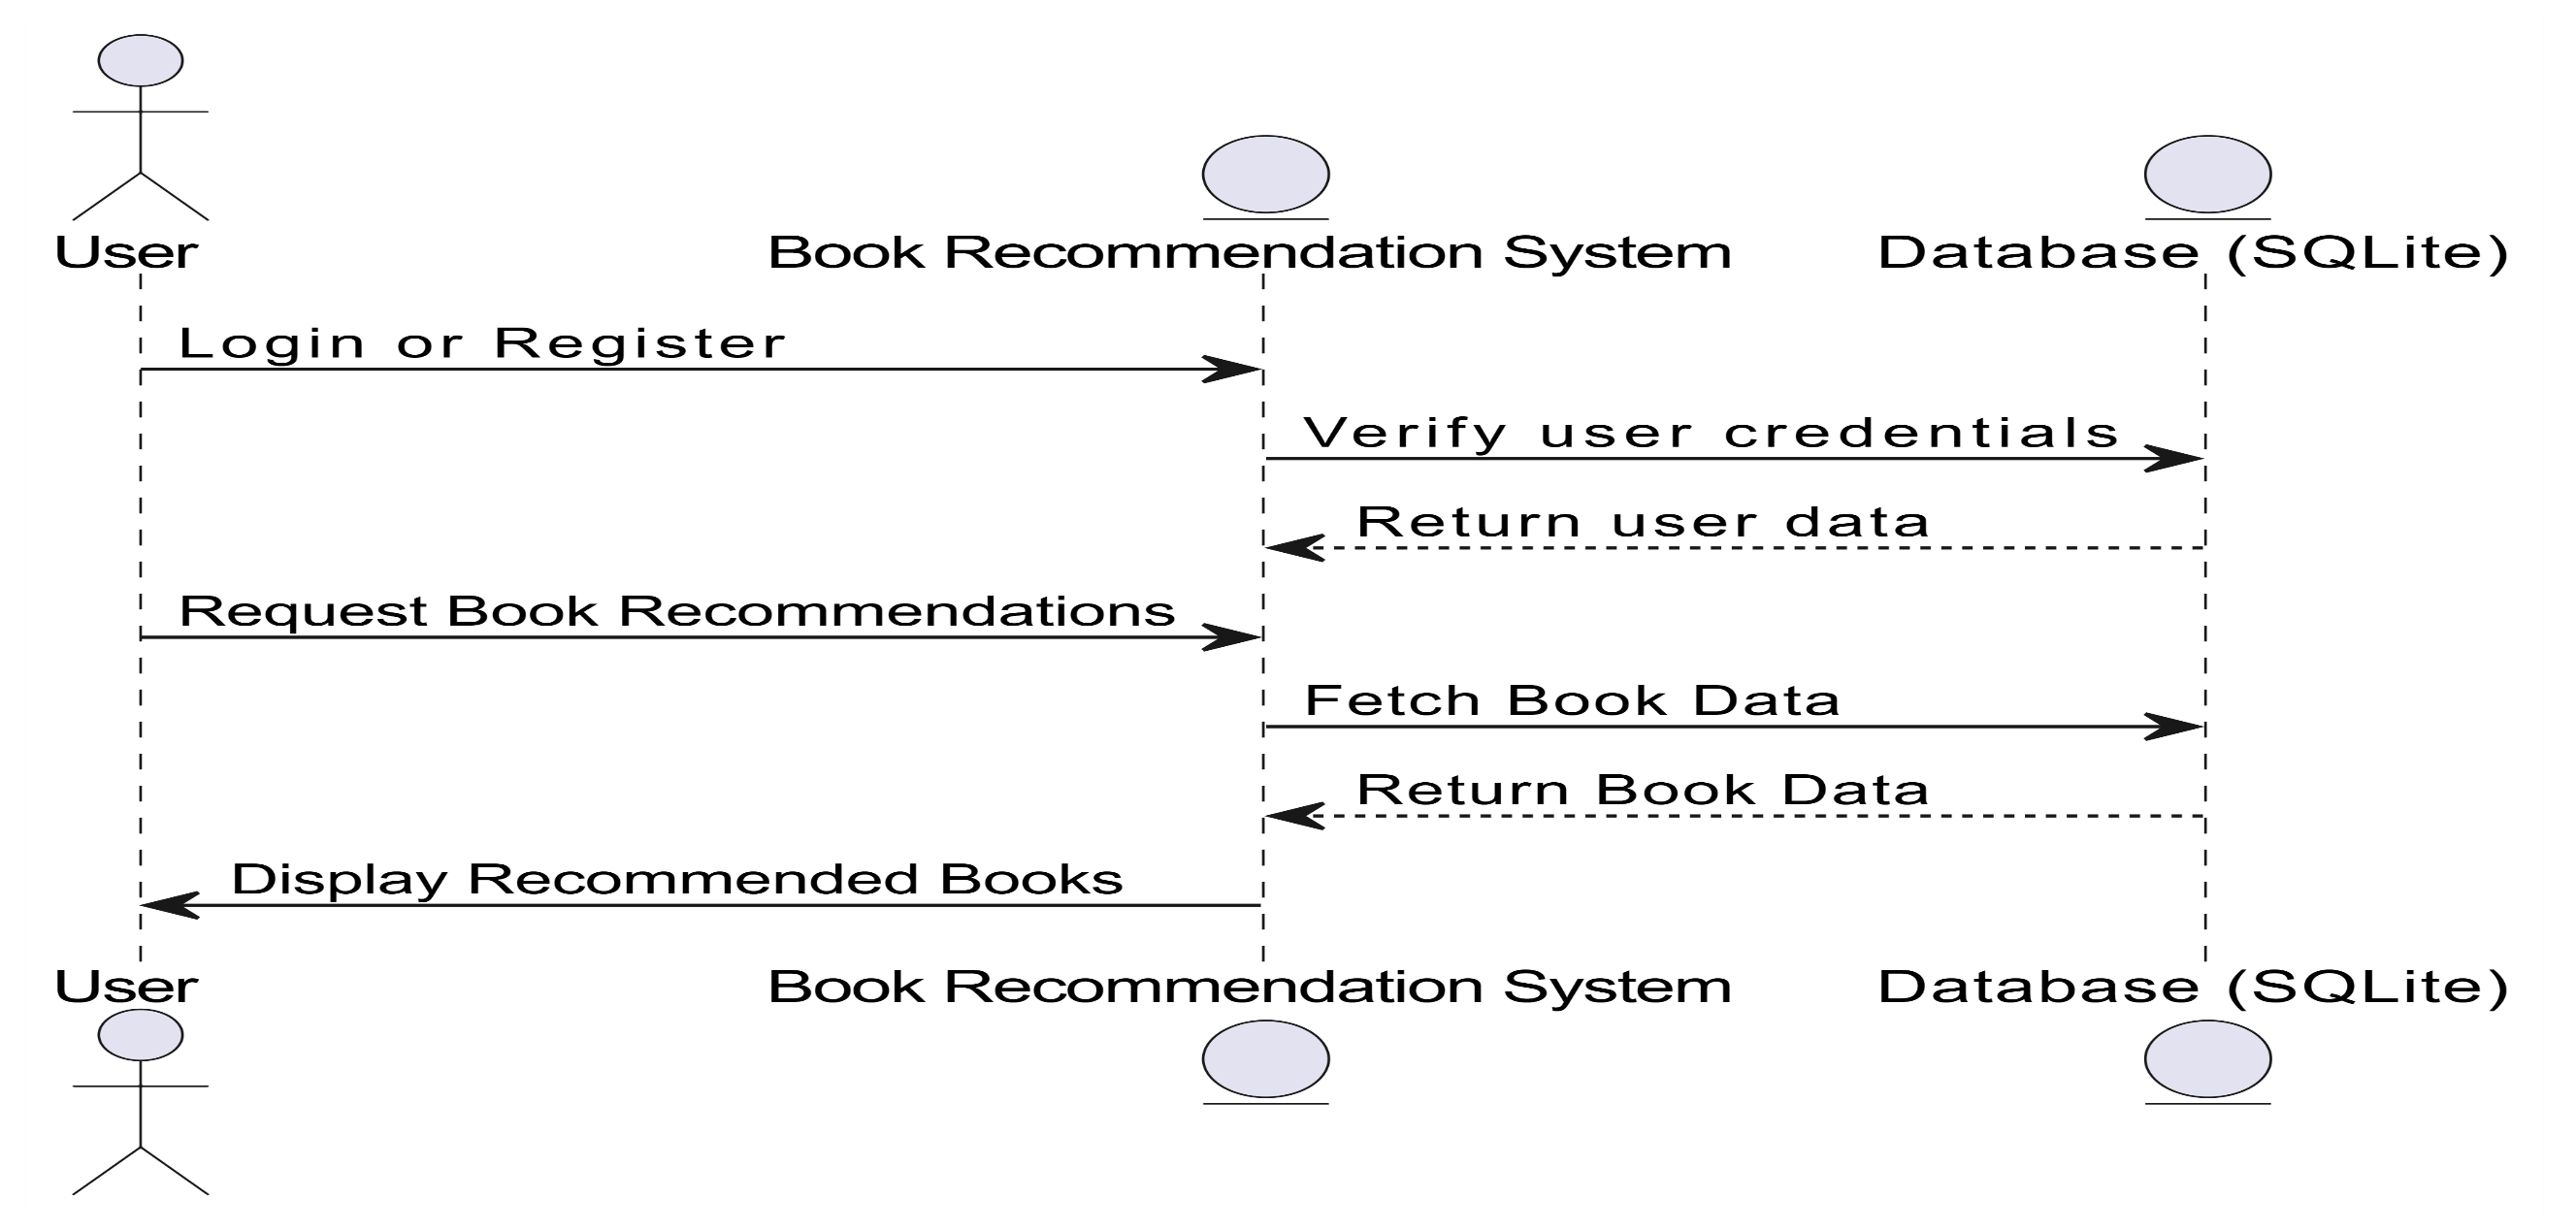 User
Book Recommendation System
Database (SQLite)
Login or Register
Verify user credentials
Return user data
Request Book Recommendations
Fetch Book Data
Return Book Data
Display Recommended Books
User
Book Recommendation System
Database (SQLite)